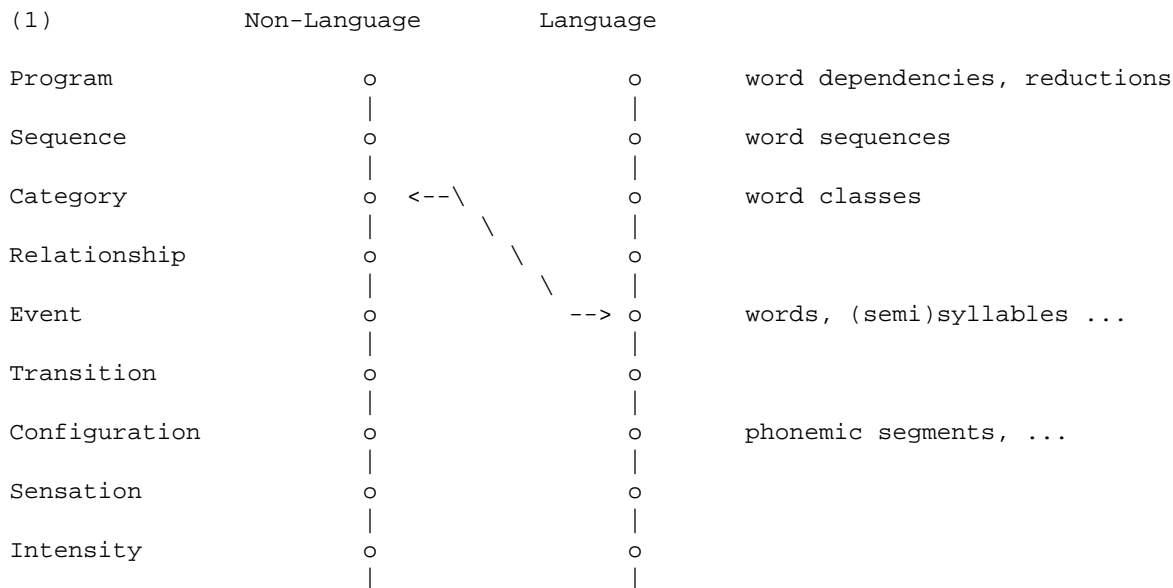 (1) Non-Language Language
Program o o word dependencies, reductions
| |
Sequence o o word sequences
| |
Category o <--\ o word classes
| \ |
Relationship o \ o
| \ |
Event o --> o words, (semi)syllables ...
| |
Transition o o
| |
Configuration o o phonemic segments, ...
| |
Sensation o o
| |
Intensity o o
| |